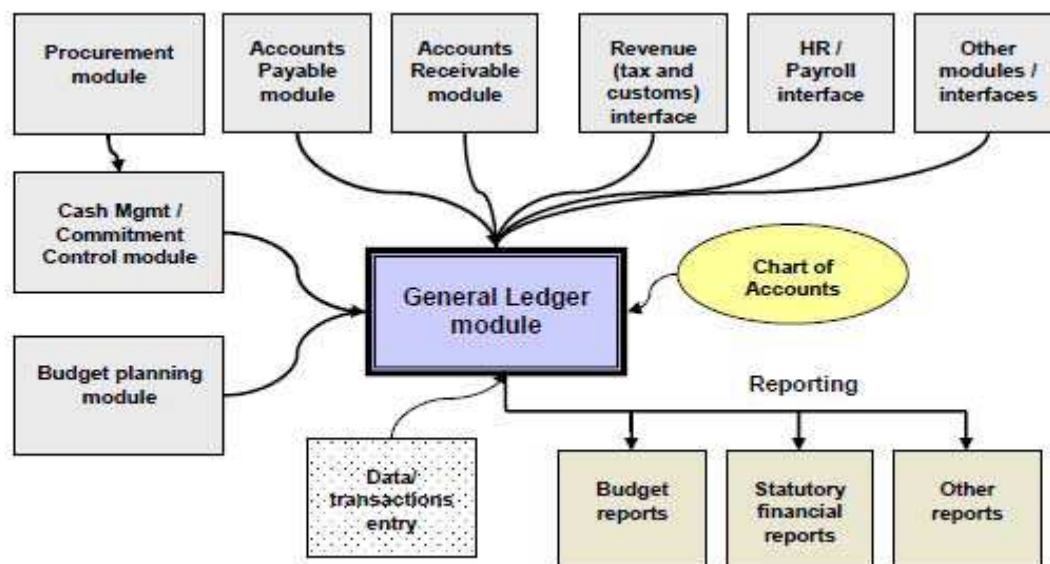 Procurement
module
Accounts
Payable
module
Accounts
Receivable
module
Revenue
(tax and
customs)
interface
HR /
Payroll
interface
Other
modules /
interfaces
Cash Mgmt /
Commitment
Control module
General Ledger
module
Chart of
Accounts
Budget planning
module
Reporting
Data/
transactions
entry
Budget
reports
Statutory
financial
reports
Other
reports